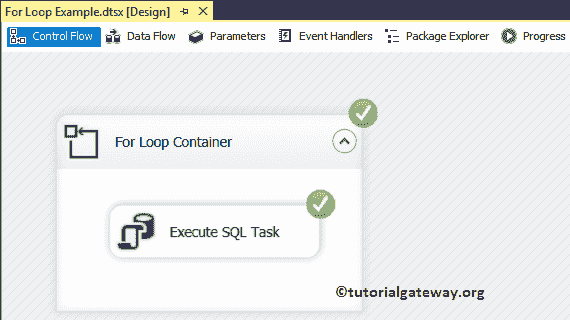 For Loop Example.dtsx [Design]
Control Flow Data Flow Parameters Event Handlers Package Explorer Progress
For Loop Container
Execute SQL Task
©tutorialgateway.org